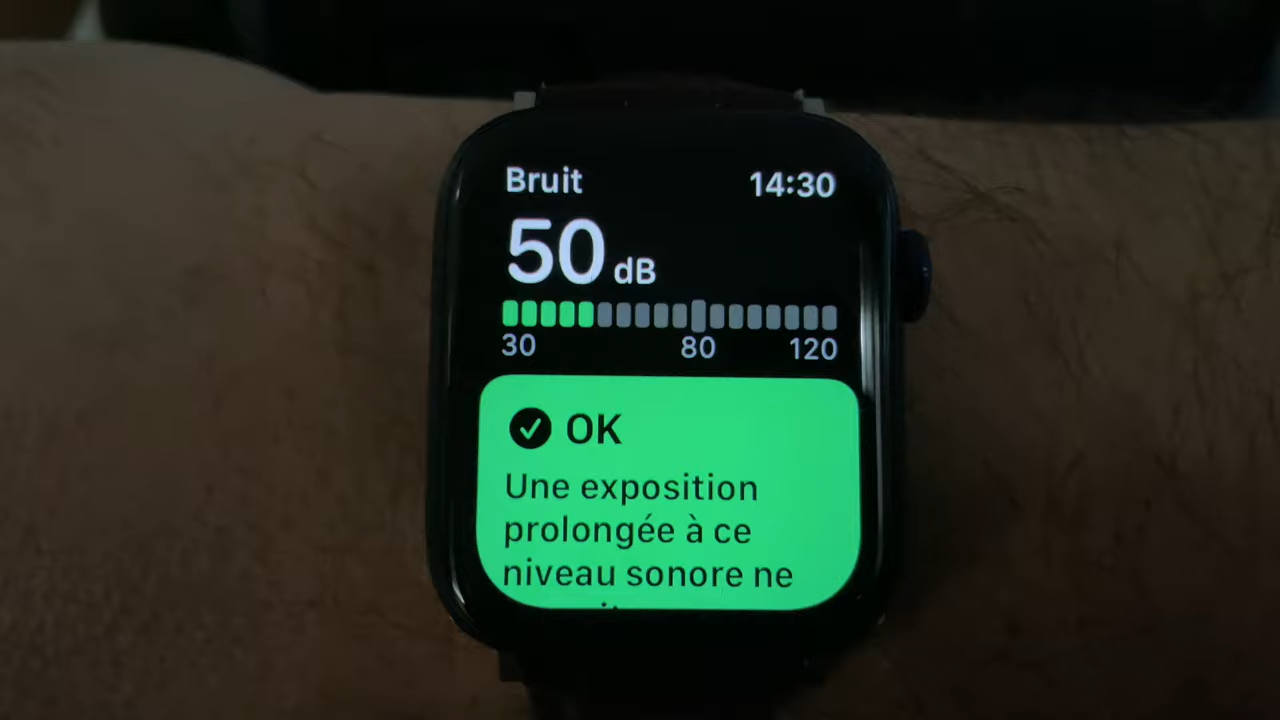 Bruit 14:30
50 dB
30 80 120
OK
Une exposition
prolongée à ce
niveau sonore ne